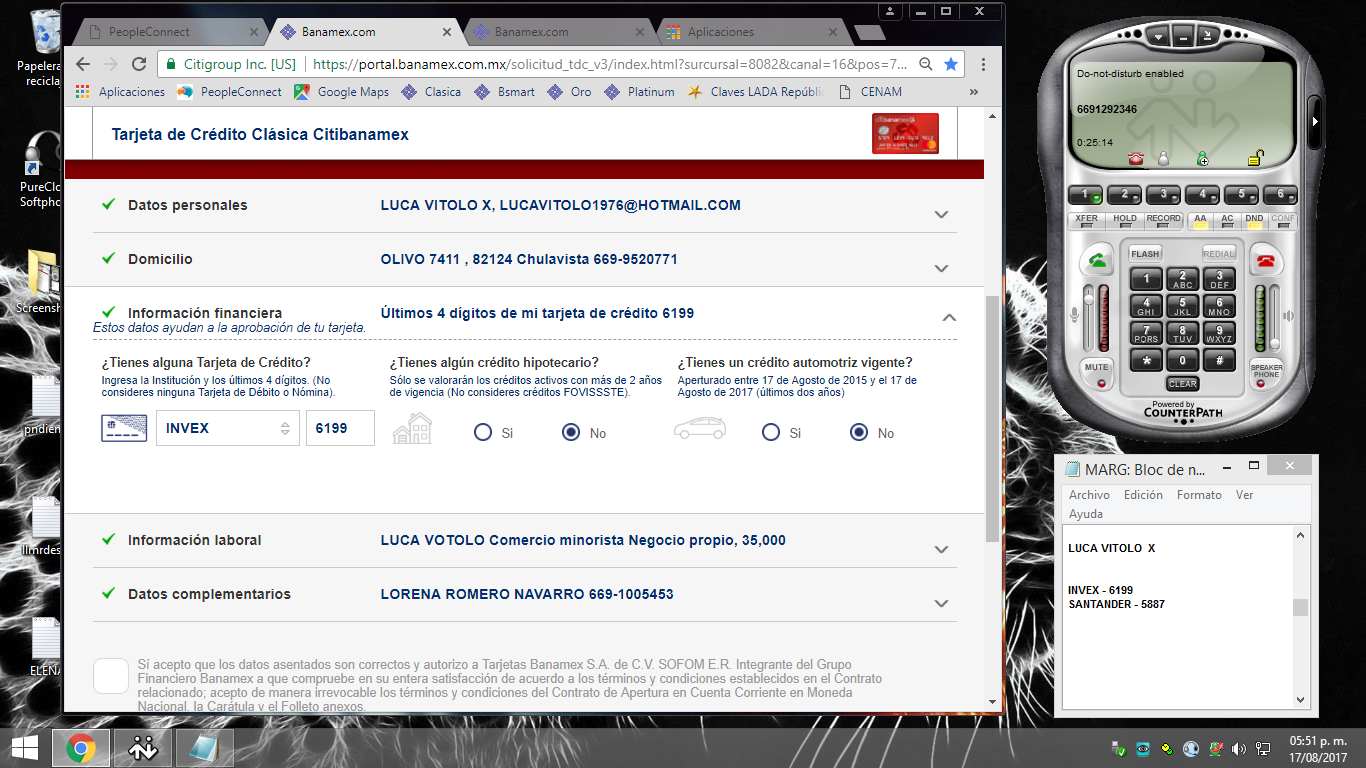 Papelera
recicla
PureClo
Softpho
Screensh
pndien
llmrdes
ELENA
PeopleConnect
Banamex.com
Banamex.com
Aplicaciones
Citigroup Inc. [US]
https://portal.banamex.com.mx/solicitud_tdc_v3/index.html?surcursal=8082&canal=16&pos=7...
Aplicaciones
PeopleConnect
Google Maps
Clasica
Bsmart
Oro
Platinum
Claves LADA Repúbli
CENAM
»
Tarjeta de Crédito Clásica Citibanamex
citibanamex
Datos personales
LUCA VITOLO X, LUCAVITOLO1976@HOTMAIL.COM
Domicilio
OLIVO 7411 , 82124 Chulavista 669-9520771
Información financiera
Últimos 4 dígitos de mi tarjeta de crédito 6199
Estos datos ayudan a la aprobación de tu tarjeta.
¿Tienes alguna Tarjeta de Crédito?
Ingresa la Institución y los últimos 4 dígitos. (No
consideres ninguna Tarjeta de Débito o Nómina).
INVEX
6199
¿Tienes algún crédito hipotecario?
Sólo se valorarán los créditos activos con más de 2 años
de vigencia (No consideres créditos FOVISSSTE).
Si
No
¿Tienes un crédito automotriz vigente?
Aperturado entre 17 de Agosto de 2015 y el 17 de
Agosto de 2017 (últimos dos años)
Si
No
Información laboral
LUCA VOTOLO Comercio minorista Negocio propio, 35,000
Datos complementarios
LORENA ROMERO NAVARRO 669-1005453
Sí acepto que los datos asentados son correctos y autorizo a Tarjetas Banamex S.A. de C.V. SOFOM E.R. Integrante del Grupo
Financiero Banamex a que compruebe en su entera satisfacción de acuerdo a los términos y condiciones establecidos en el Contrato
relacionado; acepto de manera irrevocable los términos y condiciones del Contrato de Apertura en Cuenta Corriente en Moneda
Nacional, la Carátula y el Folleto anexos.
Do-not-disturb enabled
6691292346
0:25:14
1 2 3 4 5 6
XFER HOLD RECORD AA AC DND CONF
FLASH
REDIAL
1 2 ABC 3 DEF
4 GHI 5 JKL 6 MNO
7 PQRS 8 TUV 9 WXYZ
* 0 #
MUTE
CLEAR
SPEAKER
PHONE
Powered by
COUNTERPATH
MARG: Bloc de n...
Archivo Edición Formato Ver
Ayuda
LUCA VITOLO X
INVEX - 6199
SANTANDER - 5887
05:51 p. m.
17/08/2017